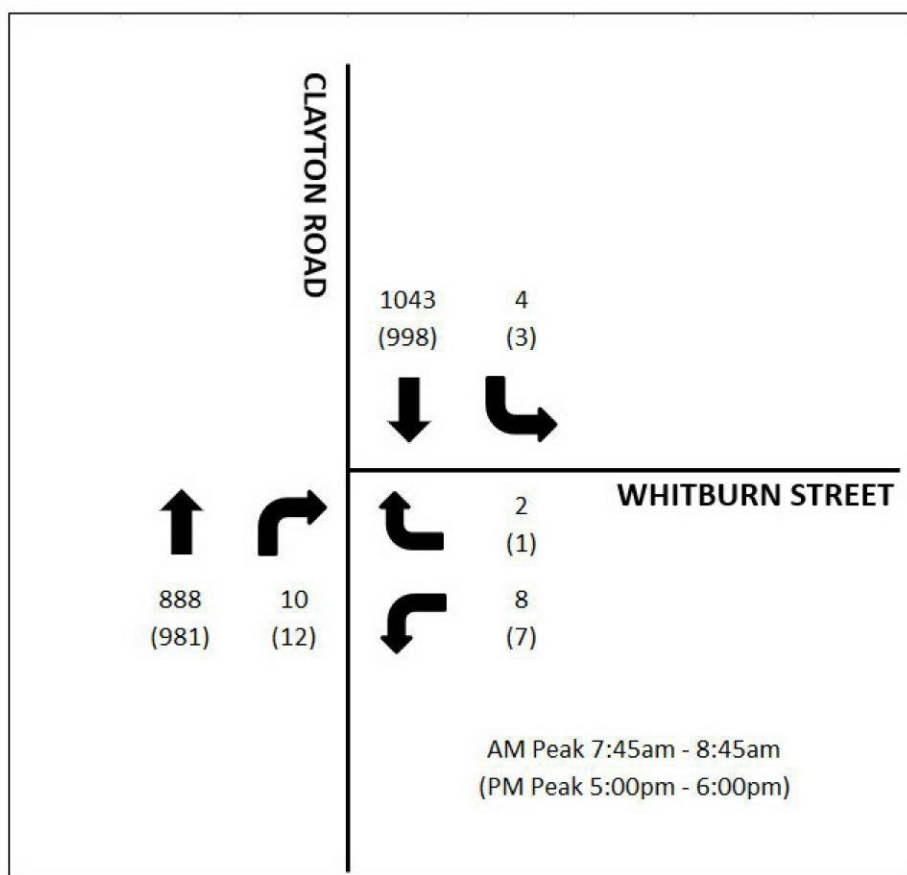 CLAYTON ROAD
1043 4
(998) (3)
WHITBURN STREET
2
(1)
888 10 8
(981) (12) (7)
AM Peak 7:45am - 8:45am
(PM Peak 5:00pm - 6:00pm)